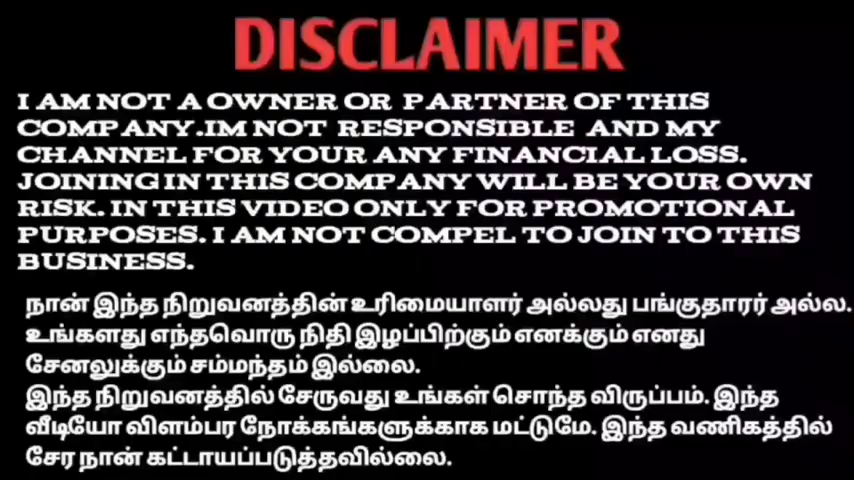 DISCLAIMER
I AM NOT A OWNER OR PARTNER OF THIS
COMPANY.IM NOT RESPONSIBLE AND MY
CHANNEL FOR YOUR ANY FINANCIAL LOSS.
JOINING IN THIS COMPANY WILL BE YOUR OWN
RISK. IN THIS VIDEO ONLY FOR PROMOTIONAL
PURPOSES. I AM NOT COMPEL TO JOIN TO THIS
BUSINESS.
நான் இந்த நிறுவனத்தின் உரிமையாளர் அல்லது பங்குதாரர் அல்ல.
உங்களது எந்தவொரு நிதி இழப்பிற்கும் எனக்கும் எனது
சேனலுக்கும் சம்மந்தம் இல்லை.
இந்த நிறுவனத்தில் சேருவது உங்கள் சொந்த விருப்பம். இந்த
வீடியோ விளம்பர நோக்கங்களுக்காக மட்டுமே. இந்த வணிகத்தில்
சேர நான் கட்டாயப்படுத்தவில்லை.